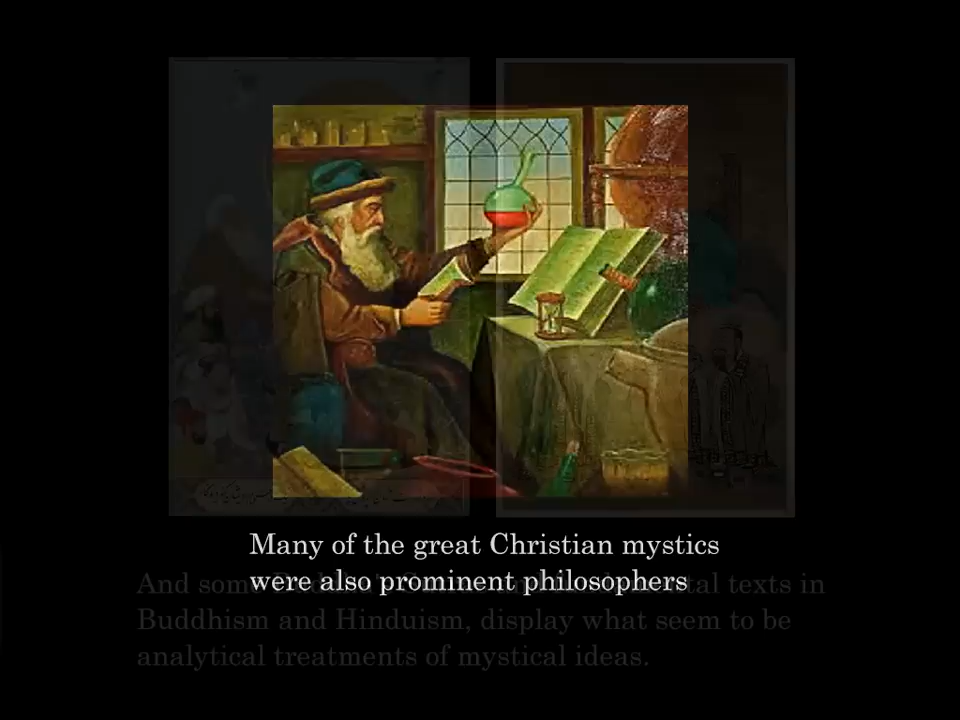 Many of the great Christian mystics
were also prominent philosophers
And some texts in
Buddhism and Hinduism, display what seem to be
analytical treatments of mystical ideas.